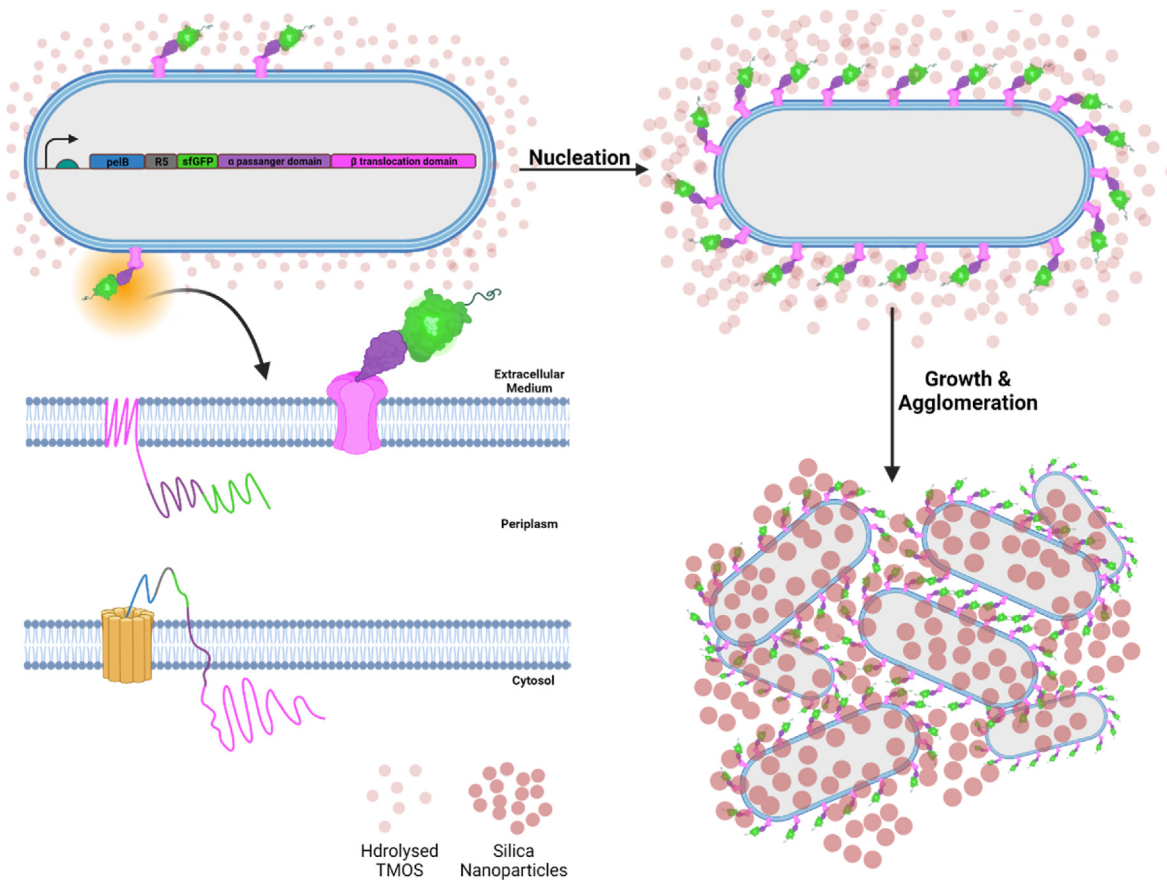 pelB R5 sfGFP α passanger domain β translocation domain
Nucleation
Extracellular
Medium
Growth &
Agglomeration
Periplasm
Cytosol
Hdrolysed
TMOS
Silica
Nanoparticles